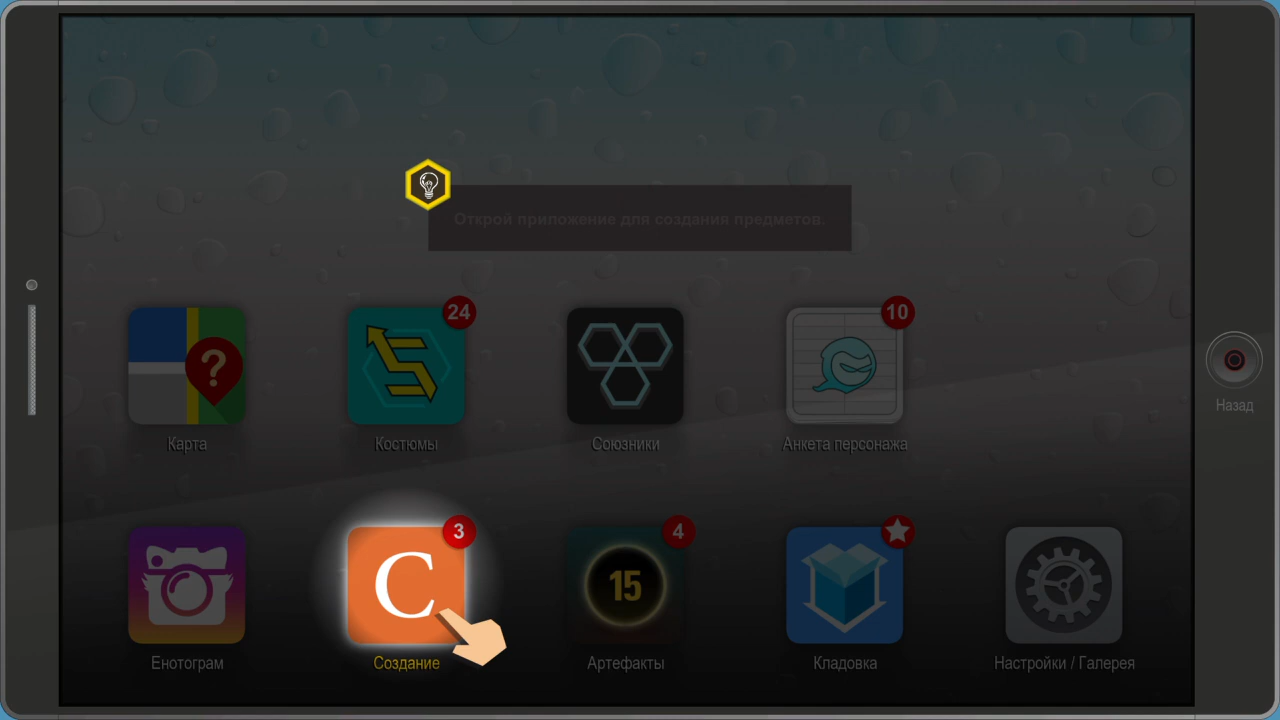 Открой приложение для создания предметов.
24
10
?
Карта
Костюмы
Союзники
Анкета персонажа
Назад
3
4
C
15
Енотограм
Создание
Артефакты
Кладовка
Настройки / Галерея